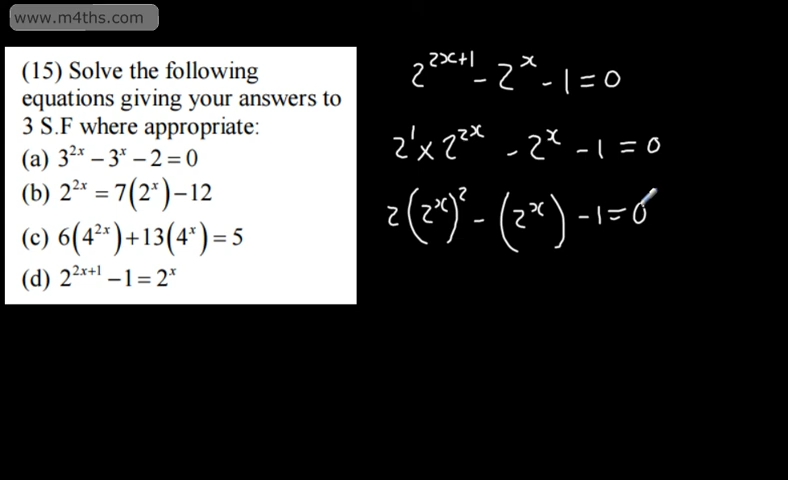 www.m4ths.com
(15) Solve the following
equations giving your answers to
3 S.F where appropriate:
(a) 3^{2x} − 3^x − 2 = 0
(b) 2^{2x} = 7(2^x) − 12
(c) 6(4^{2x}) + 13(4^x) = 5
(d) 2^{2x+1} − 1 = 2^x
2^{2x+1} - 2^x - 1 = 0
2^1 × 2^{2x} - 2^x - 1 = 0
2(2^x)^2 - (2^x) - 1 = 0